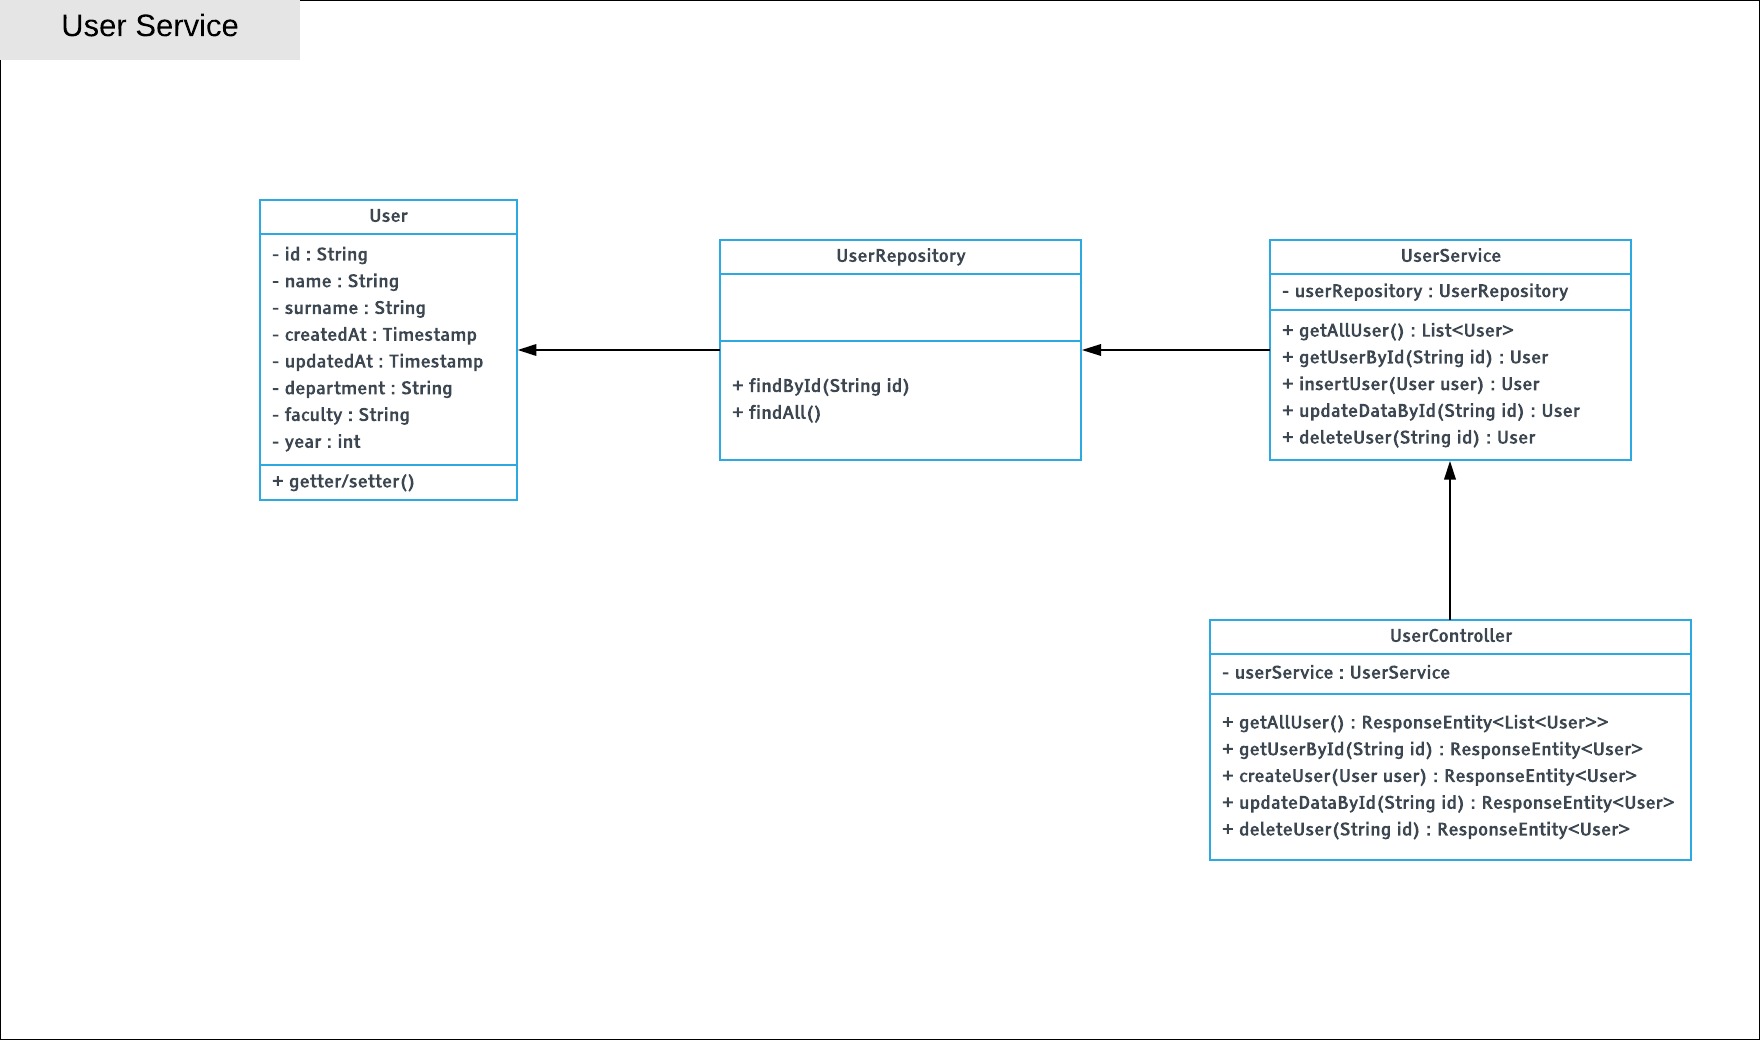 User Service
User
- id : String
- name : String
- surname : String
- createdAt : Timestamp
- updatedAt : Timestamp
- department : String
- faculty : String
- year : int
+ getter/setter()
UserRepository
+ findById(String id)
+ findAll()
UserService
- userRepository : UserRepository
+ getAllUser() : List<User>
+ getUserById(String id) : User
+ insertUser(User user) : User
+ updateDataById(String id) : User
+ deleteUser(String id) : User
UserController
- userService : UserService
+ getAllUser() : ResponseEntity<List<User>>
+ getUserById(String id) : ResponseEntity<User>
+ createUser(User user) : ResponseEntity<User>
+ updateDataById(String id) : ResponseEntity<User>
+ deleteUser(String id) : ResponseEntity<User>